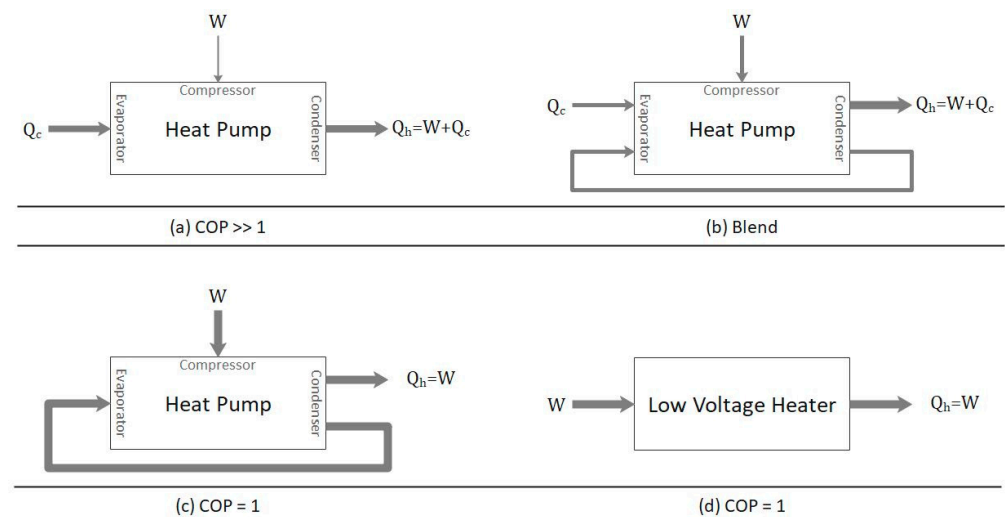 W
Compressor
Evaporator
Heat Pump
Condenser
Qc
Qh=W+Qc
(a) COP >> 1
W
Compressor
Evaporator
Heat Pump
Condenser
Qc
Qh=W+Qc
(b) Blend
W
Compressor
Evaporator
Heat Pump
Condenser
Qh=W
(c) COP = 1
W
Low Voltage Heater
Qh=W
(d) COP = 1